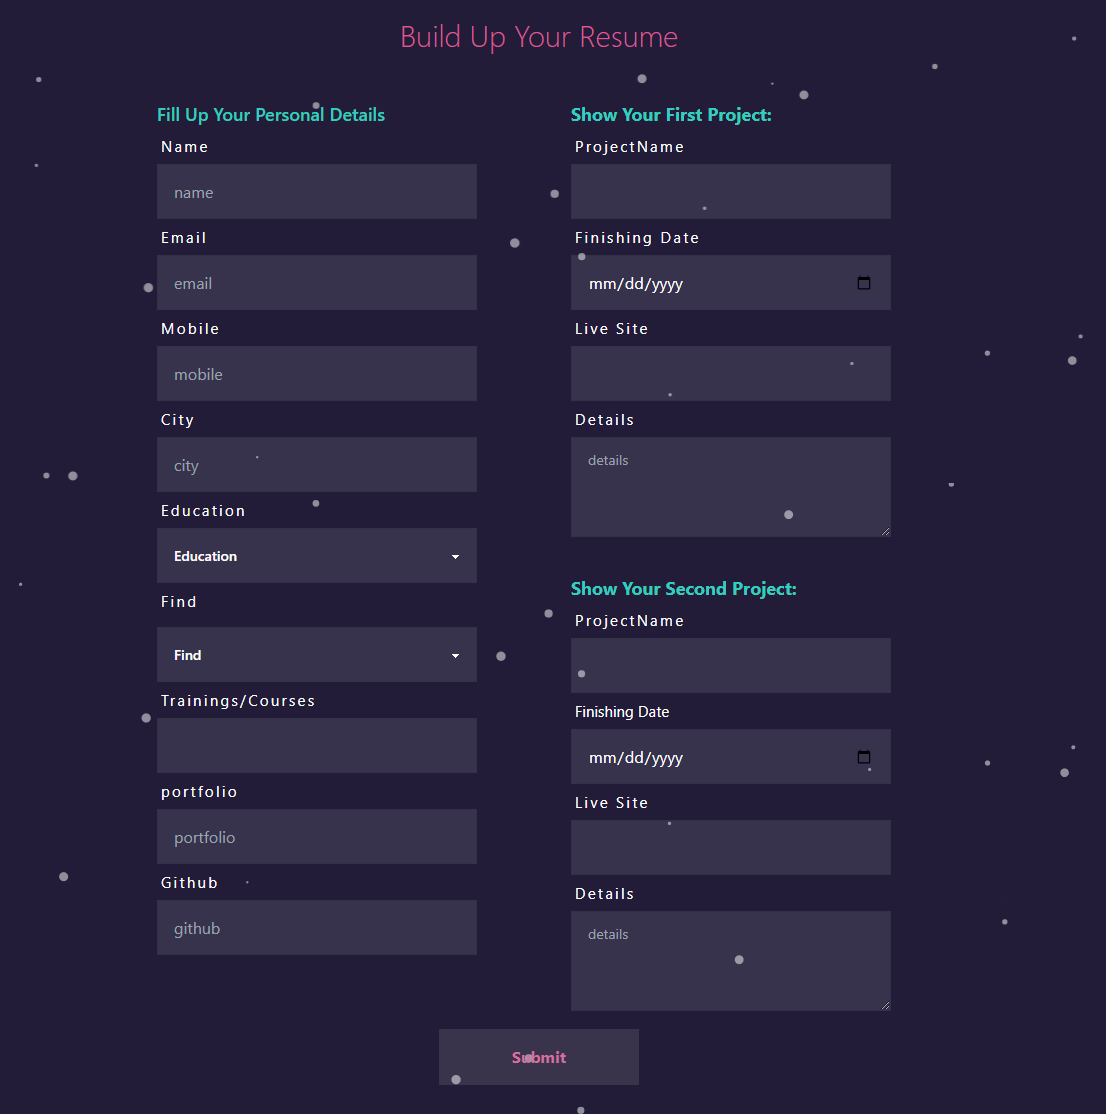 Build Up Your Resume
Fill Up Your Personal Details
Name
name
Email
email
Mobile
mobile
City
city
Education
Education
Find
Find
Trainings/Courses
portfolio
portfolio
Github
github
Show Your First Project:
ProjectName
Finishing Date
mm/dd/yyyy
Live Site
Details
details
Show Your Second Project:
ProjectName
Finishing Date
mm/dd/yyyy
Live Site
Details
details
Submit